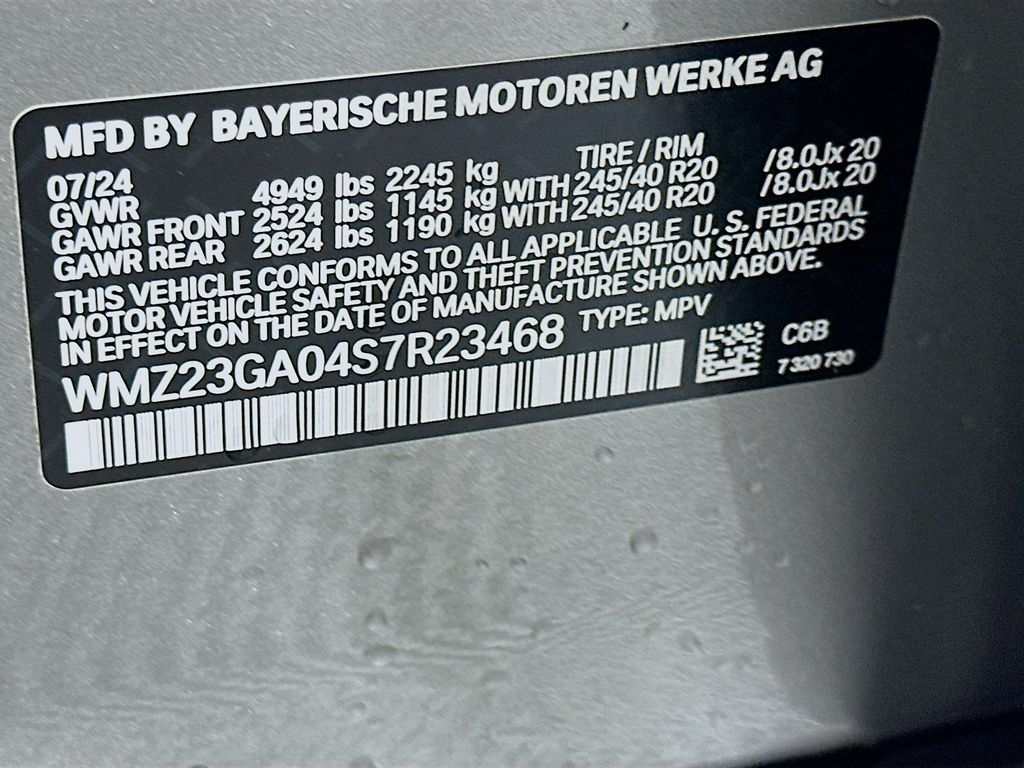 MFD BY BAYERISCHE MOTOREN WERKE AG
07/24 TIRE / RIM
GVWR 4949 lbs 2245 kg
GAWR FRONT 2524 lbs 1145 kg WITH 245/40 R20 /8.0Jx 20
GAWR REAR 2624 lbs 1190 kg WITH 245/40 R20 /8.0Jx 20
THIS VEHICLE CONFORMS TO ALL APPLICABLE U. S. FEDERAL
MOTOR VEHICLE SAFETY AND THEFT PREVENTION STANDARDS
IN EFFECT ON THE DATE OF MANUFACTURE SHOWN ABOVE.
WMZ23GA04S7R23468 TYPE: MPV
C6B
7 320 730